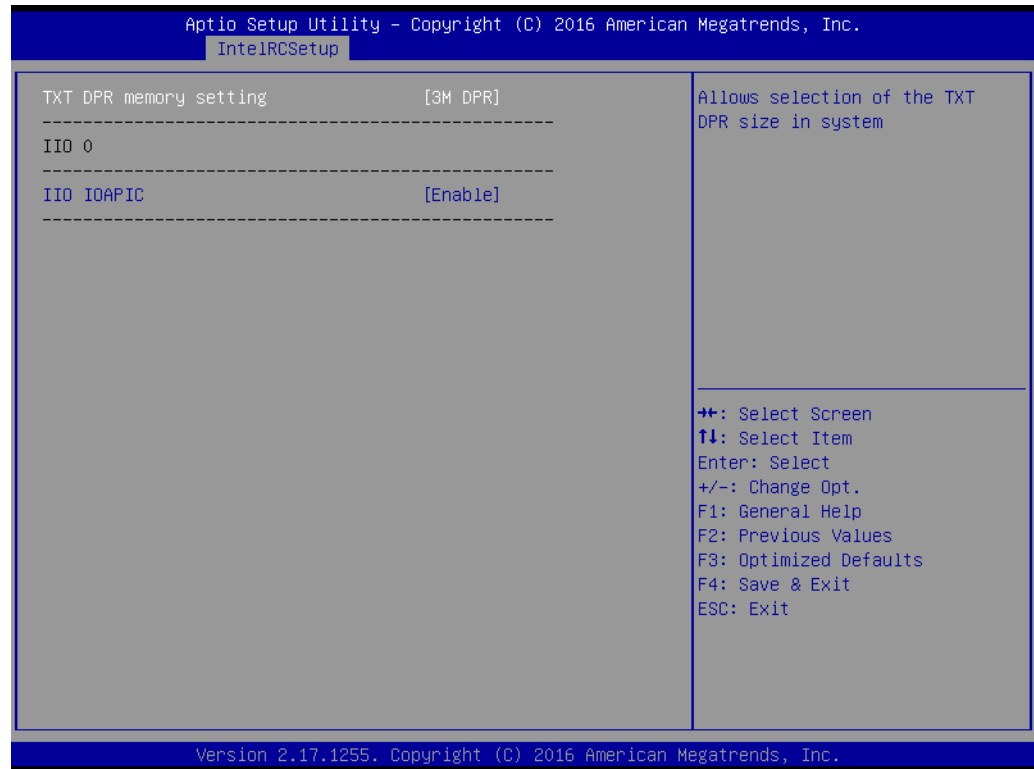 Aptio Setup Utility – Copyright (C) 2016 American Megatrends, Inc.
IntelRCSetup
TXT DPR memory setting [3M DPR]
--------------------------------------------------
IIO 0
--------------------------------------------------
IIO IOAPIC [Enable]
--------------------------------------------------
Allows selection of the TXT
DPR size in system
→←: Select Screen
↑↓: Select Item
Enter: Select
+/-: Change Opt.
F1: General Help
F2: Previous Values
F3: Optimized Defaults
F4: Save & Exit
ESC: Exit
Version 2.17.1255. Copyright (C) 2016 American Megatrends, Inc.